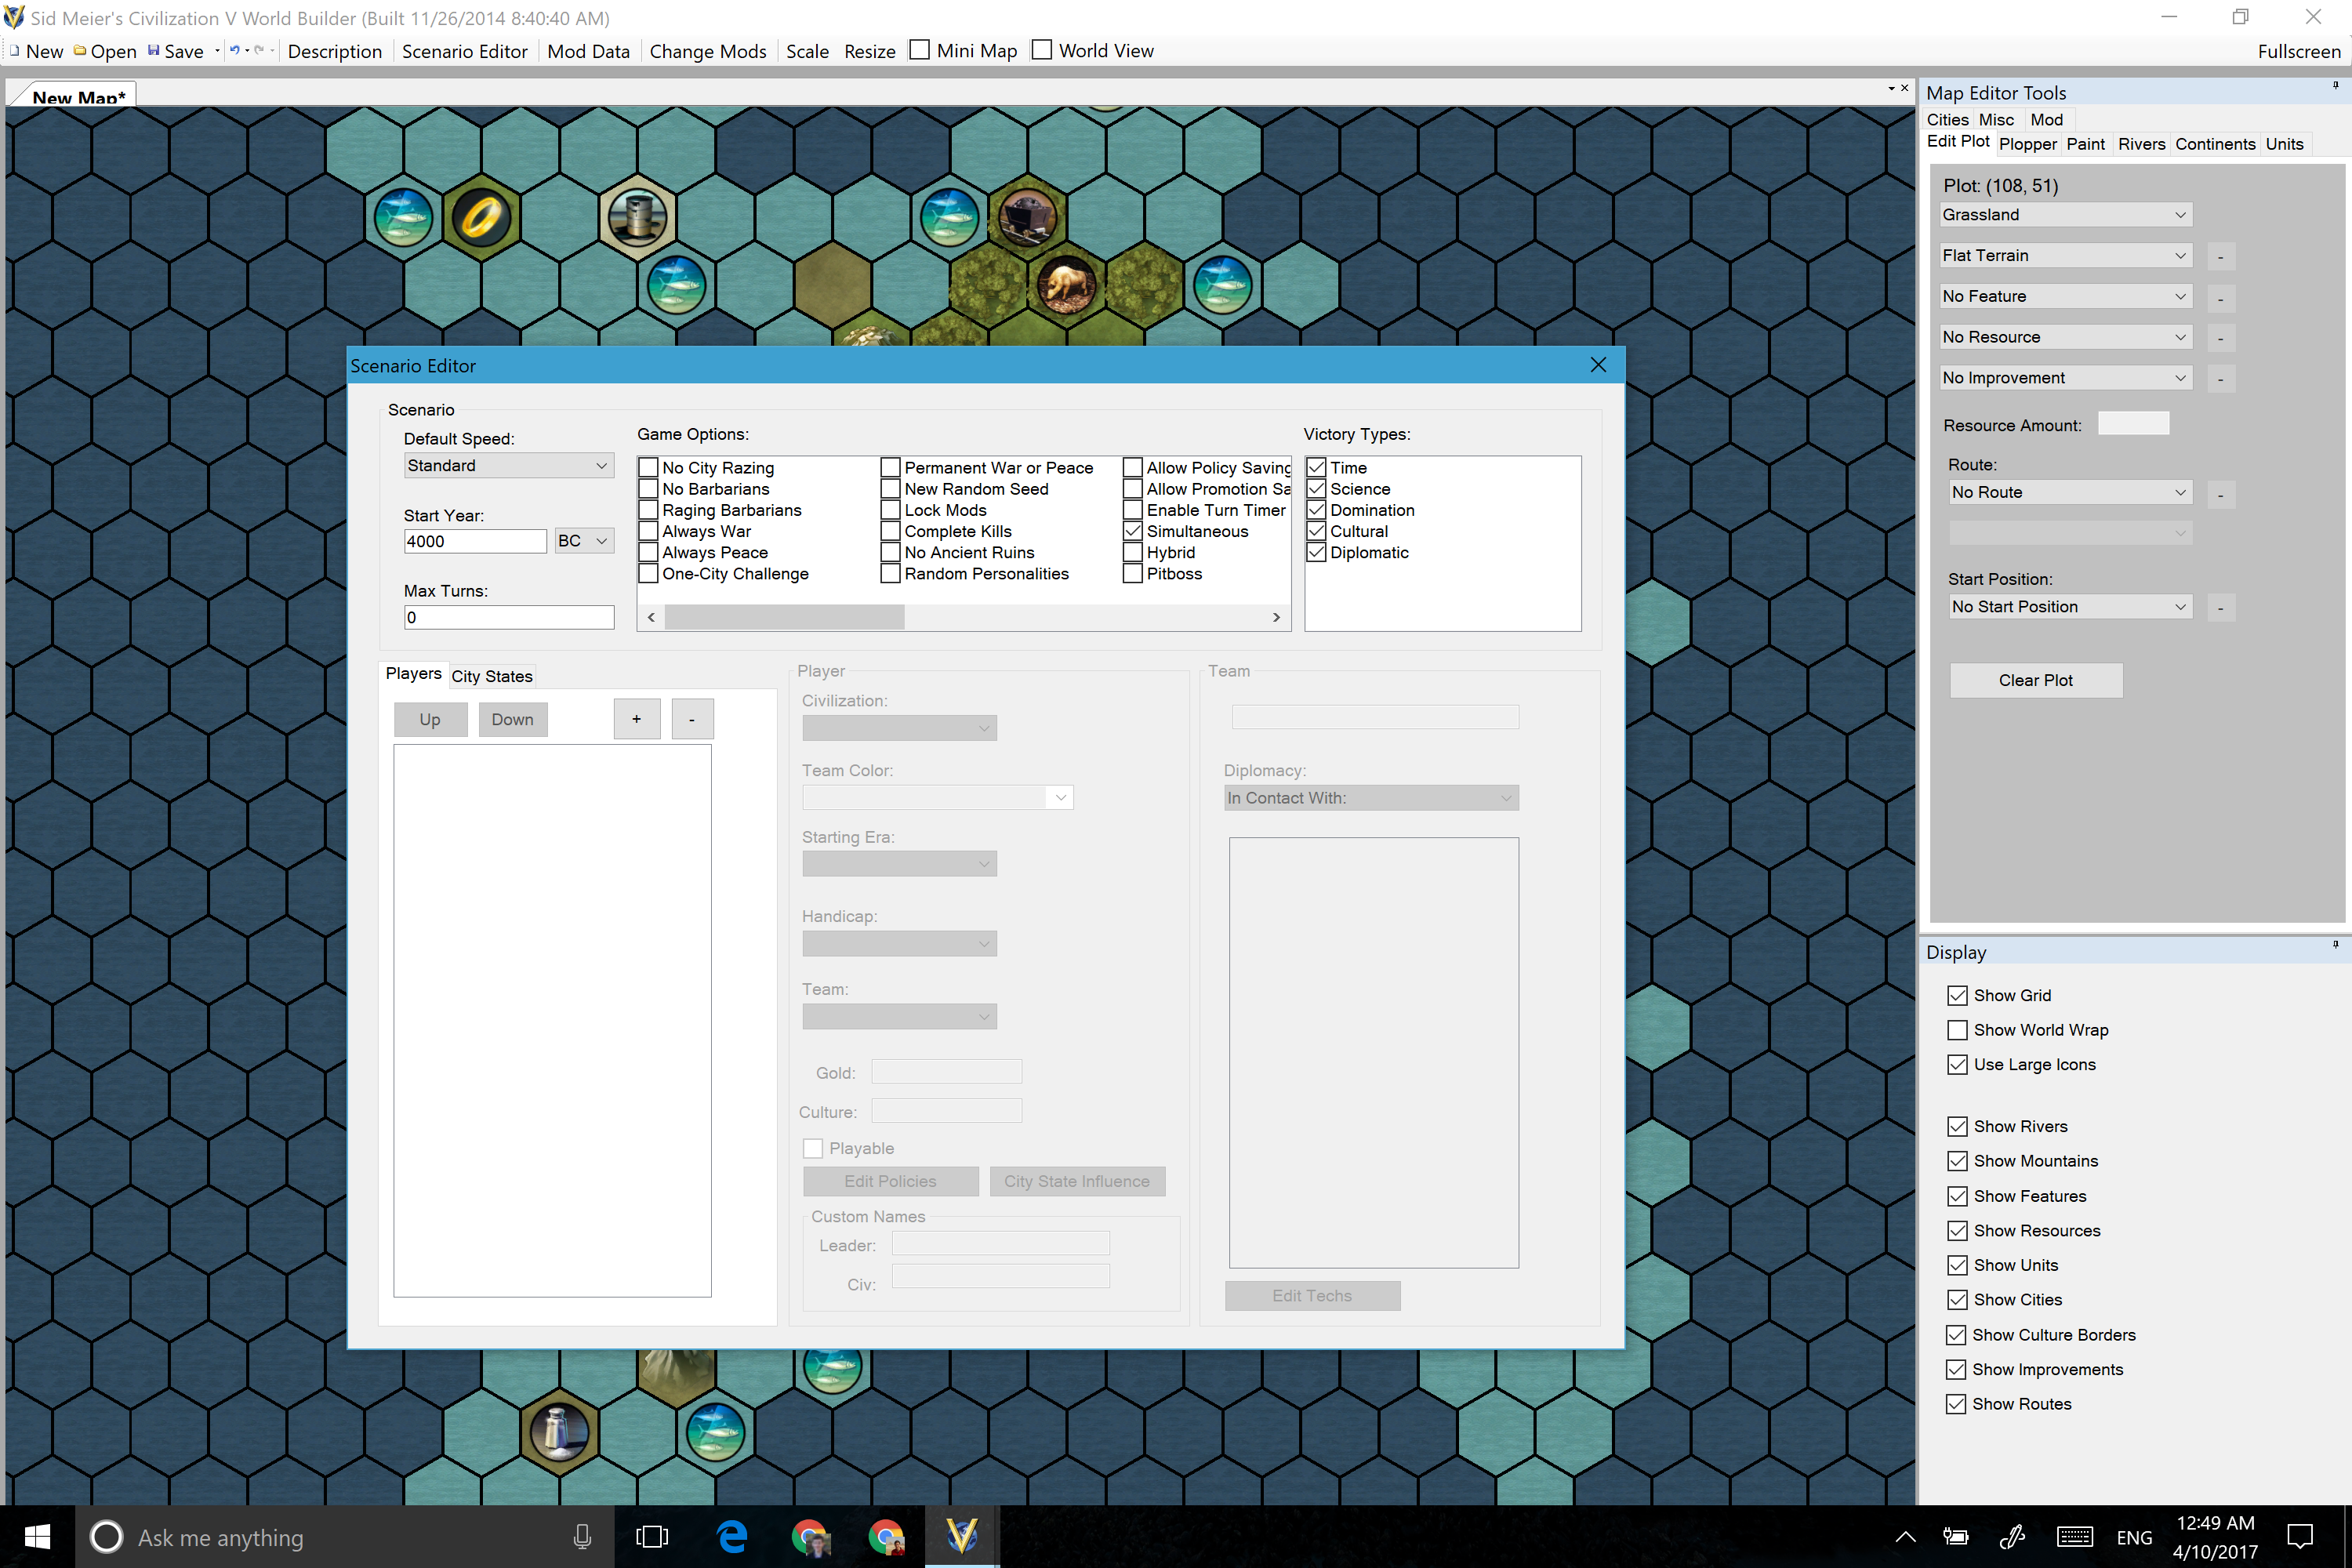 Sid Meier's Civilization V World Builder (Built 11/26/2014 8:40:40 AM)
New Open Save Description Scenario Editor Mod Data Change Mods Scale Resize Mini Map World View Fullscreen
New Map*
Map Editor Tools
Cities Misc Mod
Edit Plot Plopper Paint Rivers Continents Units
Plot: (108, 51)
Grassland
Flat Terrain
-
No Feature
-
No Resource
-
No Improvement
-
Resource Amount:
Route:
No Route
-
Start Position:
No Start Position
-
Clear Plot
Scenario Editor
Scenario
Default Speed:
Standard
Start Year:
4000 BC
Max Turns:
0
Game Options:
No City Razing
No Barbarians
Raging Barbarians
Always War
Always Peace
One-City Challenge
Permanent War or Peace
New Random Seed
Lock Mods
Complete Kills
No Ancient Ruins
Random Personalities
Allow Policy Saving
Allow Promotion Sa
Enable Turn Timer
Simultaneous
Hybrid
Pitboss
Victory Types:
Time
Science
Domination
Cultural
Diplomatic
Players City States
Up Down + -
Player
Civilization:
Team Color:
Starting Era:
Handicap:
Team:
Gold:
Culture:
Playable
Edit Policies City State Influence
Custom Names
Leader:
Civ:
Team
Diplomacy:
In Contact With:
Edit Techs
Display
Show Grid
Show World Wrap
Use Large Icons
Show Rivers
Show Mountains
Show Features
Show Resources
Show Units
Show Cities
Show Culture Borders
Show Improvements
Show Routes
Ask me anything
ENG
12:49 AM
4/10/2017